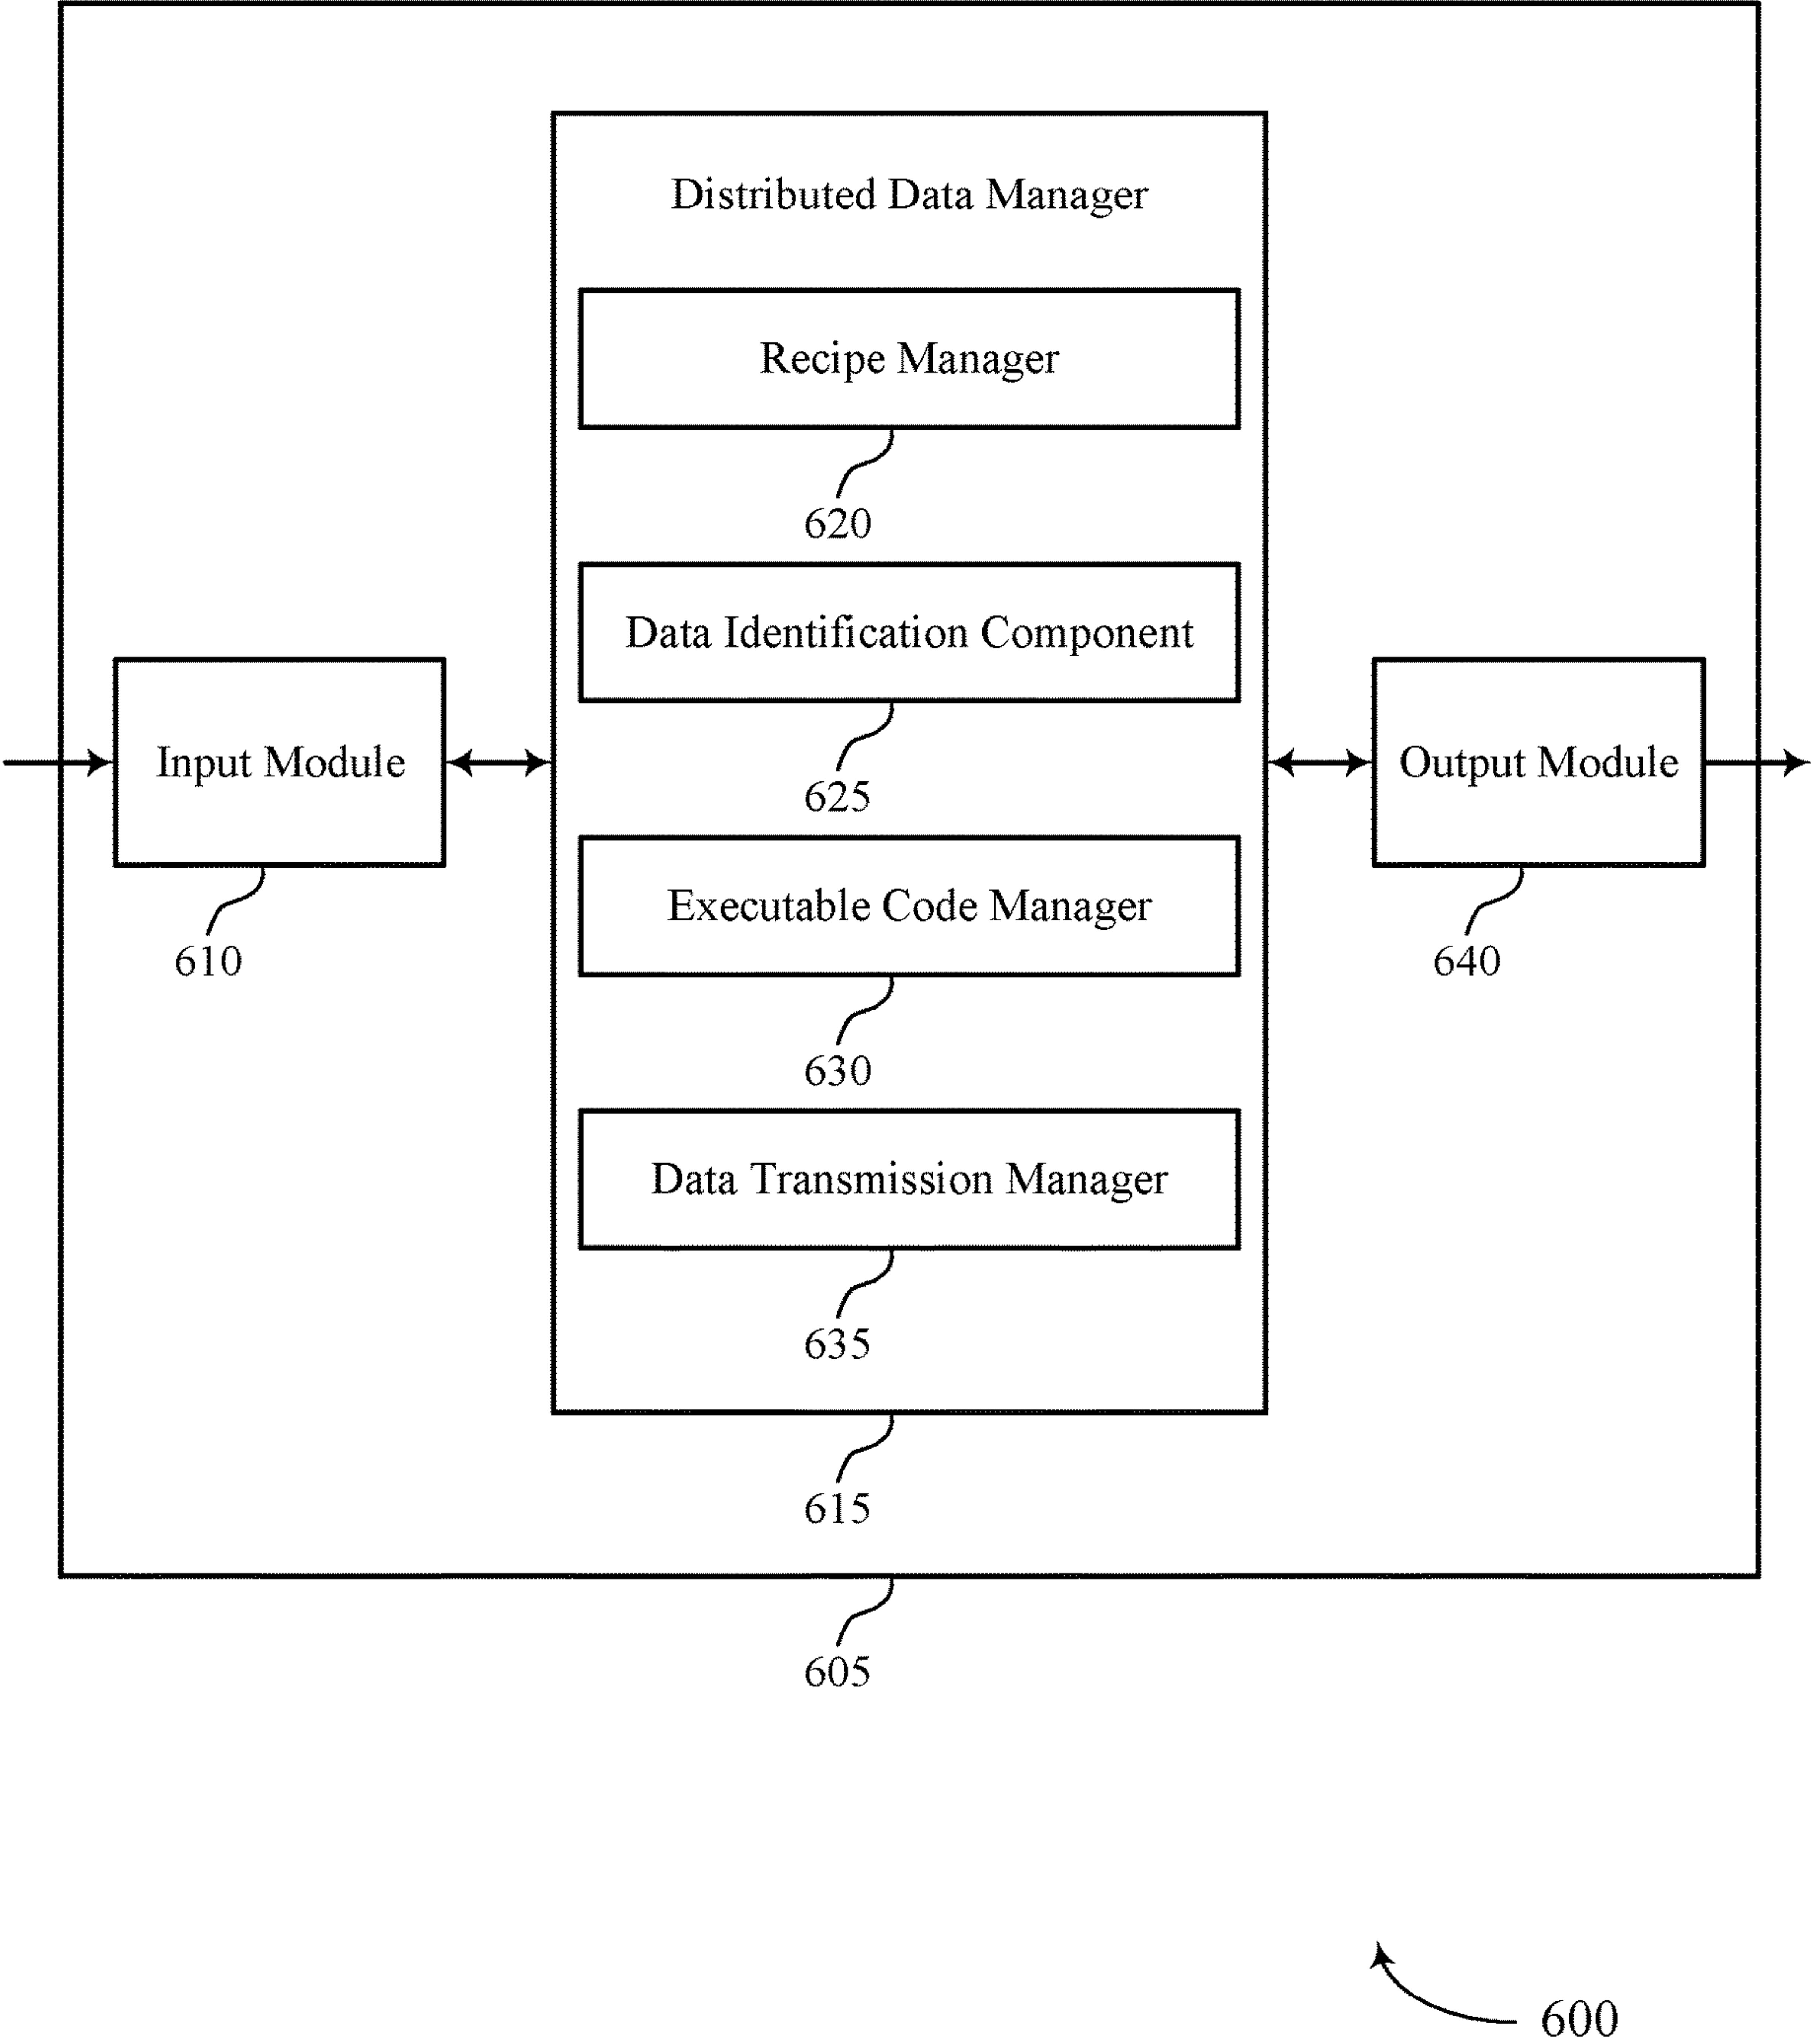 Distributed Data Manager
Recipe Manager
620
Data Identification Component
625
Input Module
610
Output Module
640
Executable Code Manager
630
Data Transmission Manager
635
615
605
600